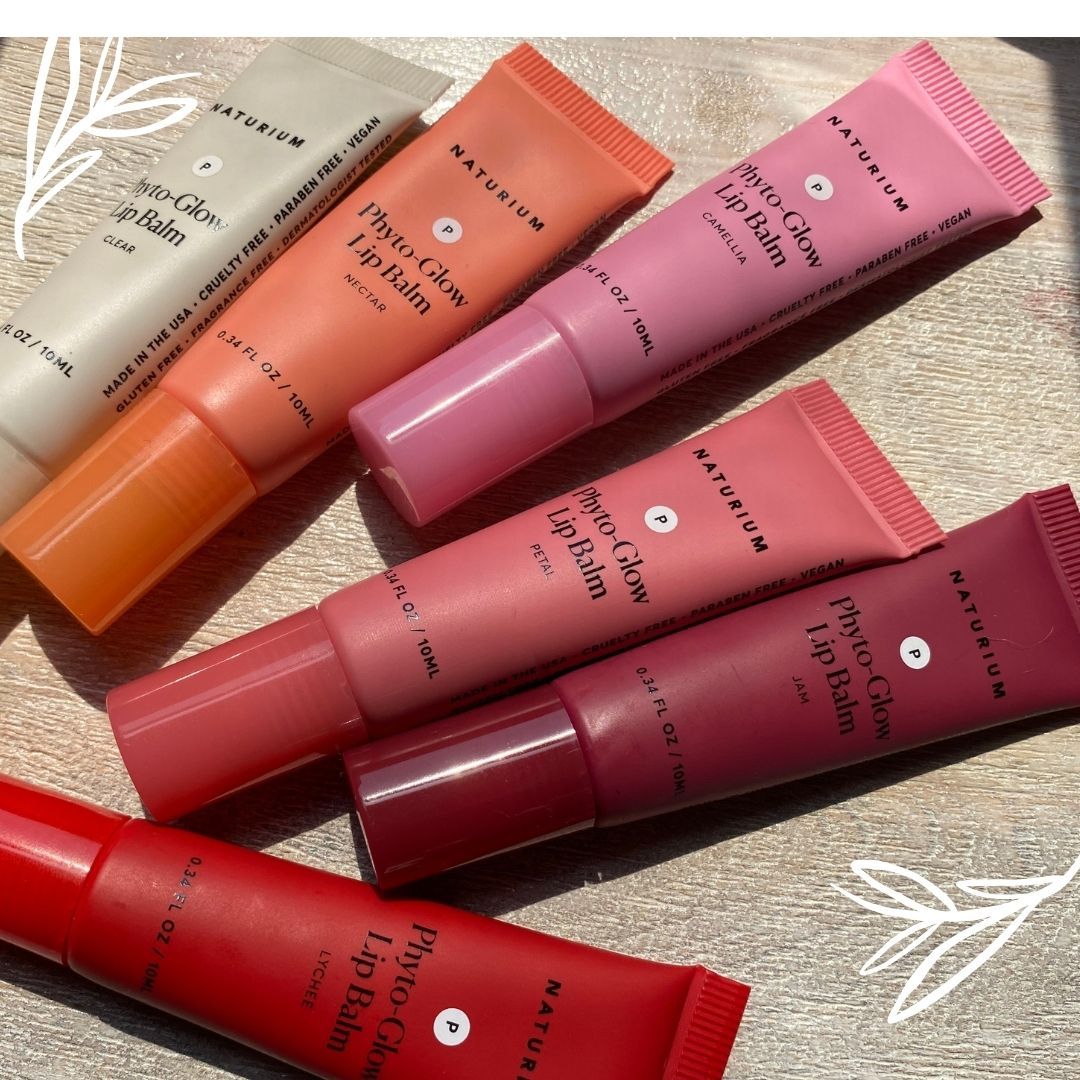 NATURIUM
P
Phyto-Glow
Lip Balm
CLEAR
FL OZ / 10ML
MADE IN THE USA • CRUELTY FREE • PARABEN FREE • VEGAN
GLUTEN FREE • FRAGRANCE FREE • DERMATOLOGIST TESTED
NATURIUM
P
Phyto-Glow
Lip Balm
NECTAR
0.34 FL OZ / 10ML
NATURIUM
P
Phyto-Glow
Lip Balm
CAMELLIA
0.34 FL OZ / 10ML
MADE IN THE USA • CRUELTY FREE • PARABEN FREE • VEGAN
GLUTEN FREE
NATURIUM
P
Phyto-Glow
Lip Balm
PETAL
0.34 FL OZ / 10ML
MADE IN THE USA • CRUELTY FREE • PARABEN FREE • VEGAN
NATURIUM
P
Phyto-Glow
Lip Balm
JAM
0.34 FL OZ / 10ML
NATURI
P
Phyto-Glow
Lip Balm
LYCHEE
0.34 FL OZ / 10ML